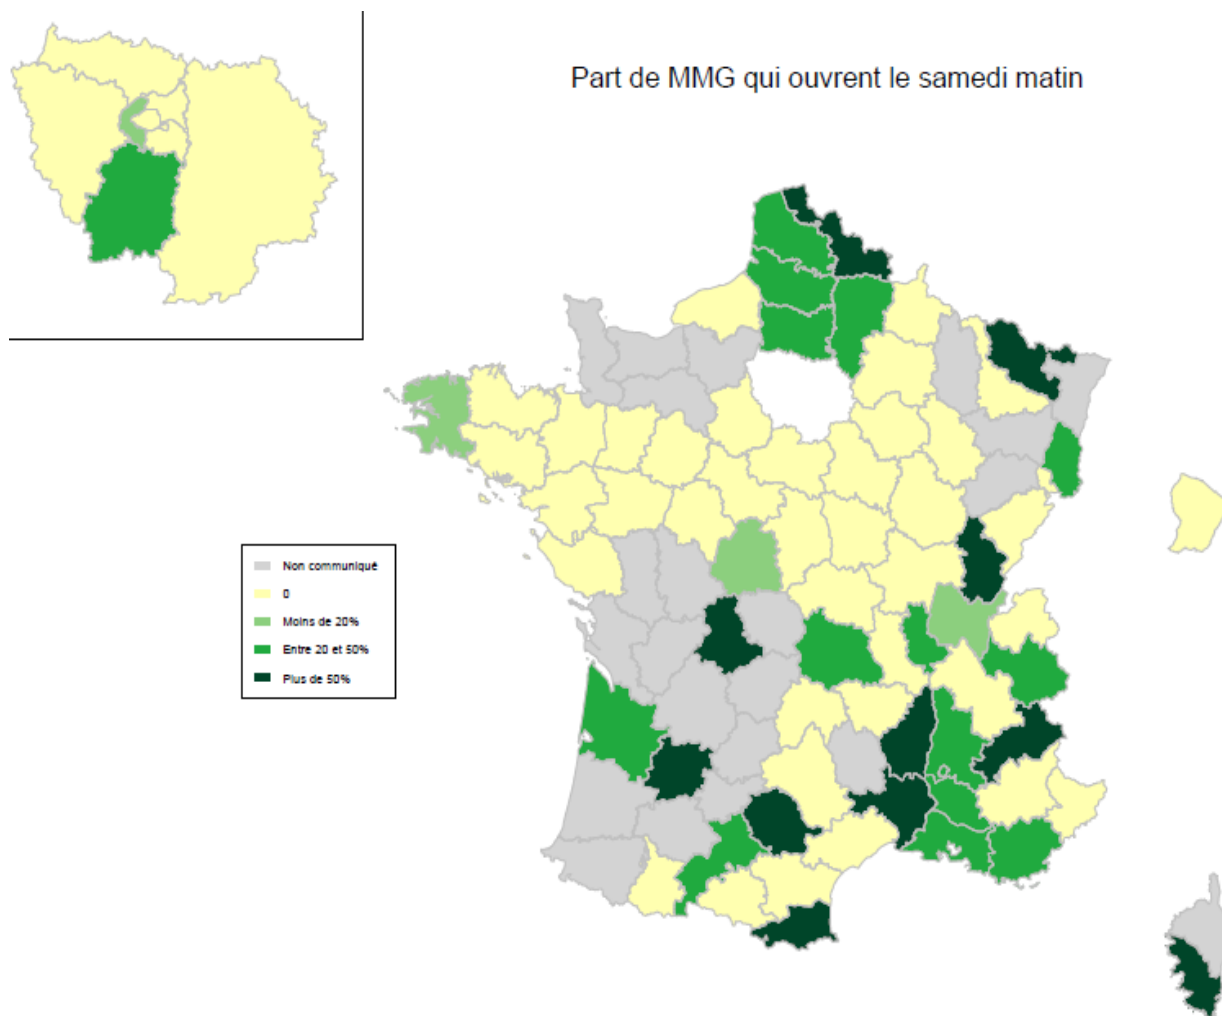 Part de MMG qui ouvrent le samedi matin
Non communiqué
0
Moins de 20%
Entre 20 et 50%
Plus de 50%